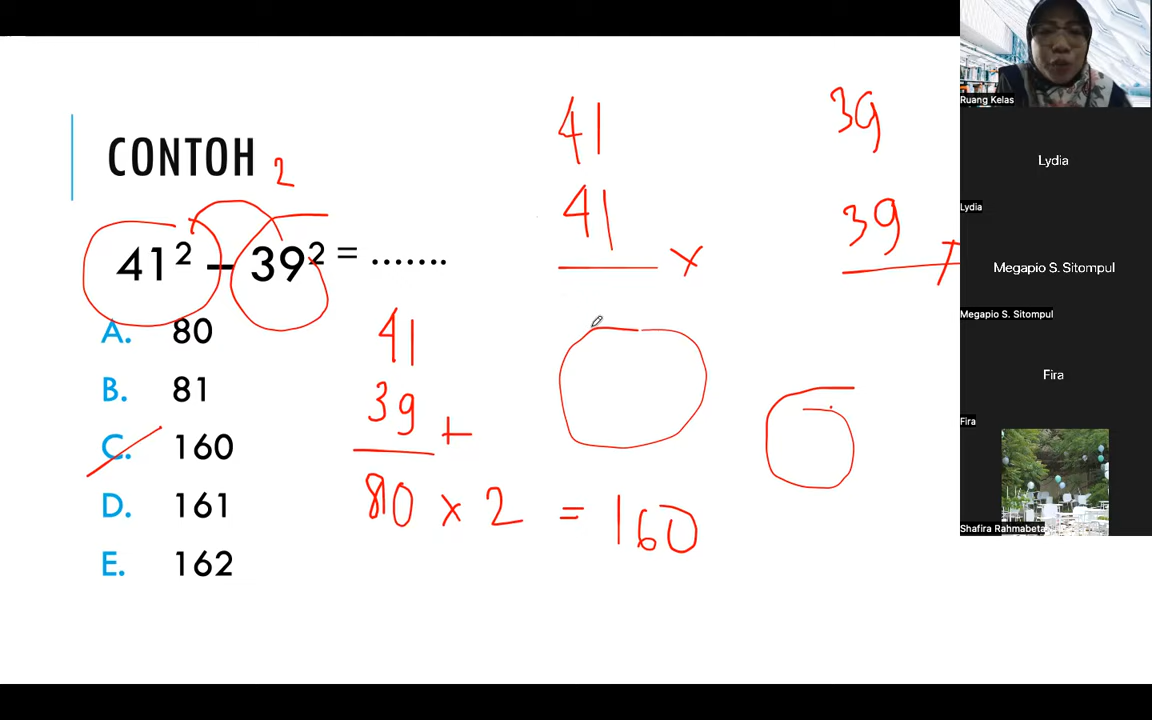 CONTOH
2
41² – 39² = .......
A. 80
B. 81
C. 160
D. 161
E. 162
41
39 +
80 x 2 = 160
41
41 x
39
39
Ruang Kelas
Lydia
Lydia
Megapio S. Sitompul
Megapio S. Sitompul
Fira
Fira
Shafira Rahmabeta